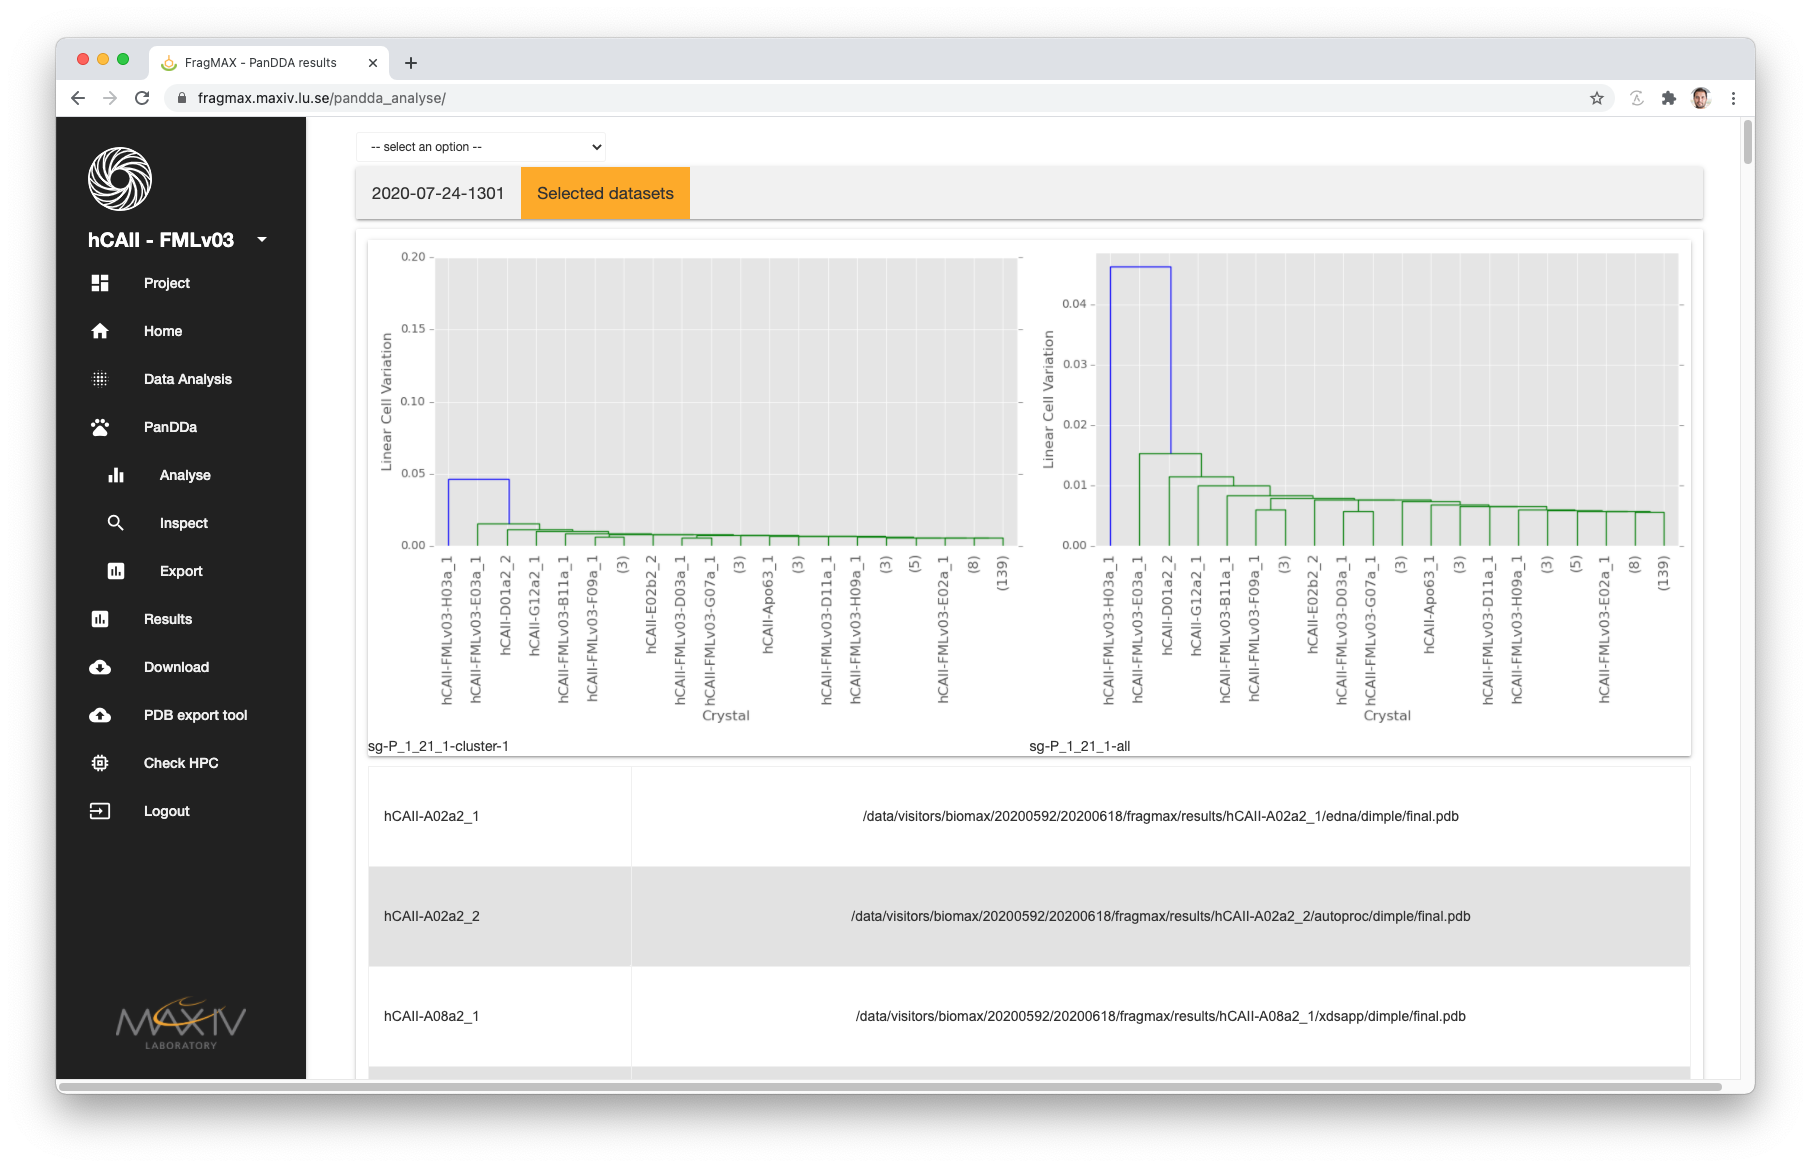 FragMAX - PanDDA results
fragmax.maxiv.lu.se/pandda_analyse/
hCAII - FMLv03
Project
Home
Data Analysis
PanDDa
Analyse
Inspect
Export
Results
Download
PDB export tool
Check HPC
Logout
MAXIV
LABORATORY
-- select an option --
2020-07-24-1301
Selected datasets
0.20
0.15
0.10
0.05
0.00
Linear Cell Variation
hCAII-FMLv03-H03a_1
hCAII-FMLv03-E03a_1
hCAII-D01a2_2
hCAII-G12a2_1
hCAII-FMLv03-B11a_1
hCAII-FMLv03-F09a_1
(3)
hCAII-E02b2_2
hCAII-FMLv03-D03a_1
hCAII-FMLv03-G07a_1
(3)
hCAII-Apo63_1
(3)
hCAII-FMLv03-D11a_1
hCAII-FMLv03-H09a_1
(3)
(5)
hCAII-FMLv03-E02a_1
(8)
(139)
Crystal
sg-P_1_21_1-cluster-1
0.04
0.03
0.02
0.01
0.00
Linear Cell Variation
hCAII-FMLv03-H03a_1
hCAII-FMLv03-E03a_1
hCAII-D01a2_2
hCAII-G12a2_1
hCAII-FMLv03-B11a_1
hCAII-FMLv03-F09a_1
(3)
hCAII-E02b2_2
hCAII-FMLv03-D03a_1
hCAII-FMLv03-G07a_1
(3)
hCAII-Apo63_1
(3)
hCAII-FMLv03-D11a_1
hCAII-FMLv03-H09a_1
(3)
(5)
hCAII-FMLv03-E02a_1
(8)
(139)
Crystal
sg-P_1_21_1-all
hCAII-A02a2_1 /data/visitors/biomax/20200592/20200618/fragmax/results/hCAII-A02a2_1/edna/dimple/final.pdb
hCAII-A02a2_2 /data/visitors/biomax/20200592/20200618/fragmax/results/hCAII-A02a2_2/autoproc/dimple/final.pdb
hCAII-A08a2_1 /data/visitors/biomax/20200592/20200618/fragmax/results/hCAII-A08a2_1/xdsapp/dimple/final.pdb